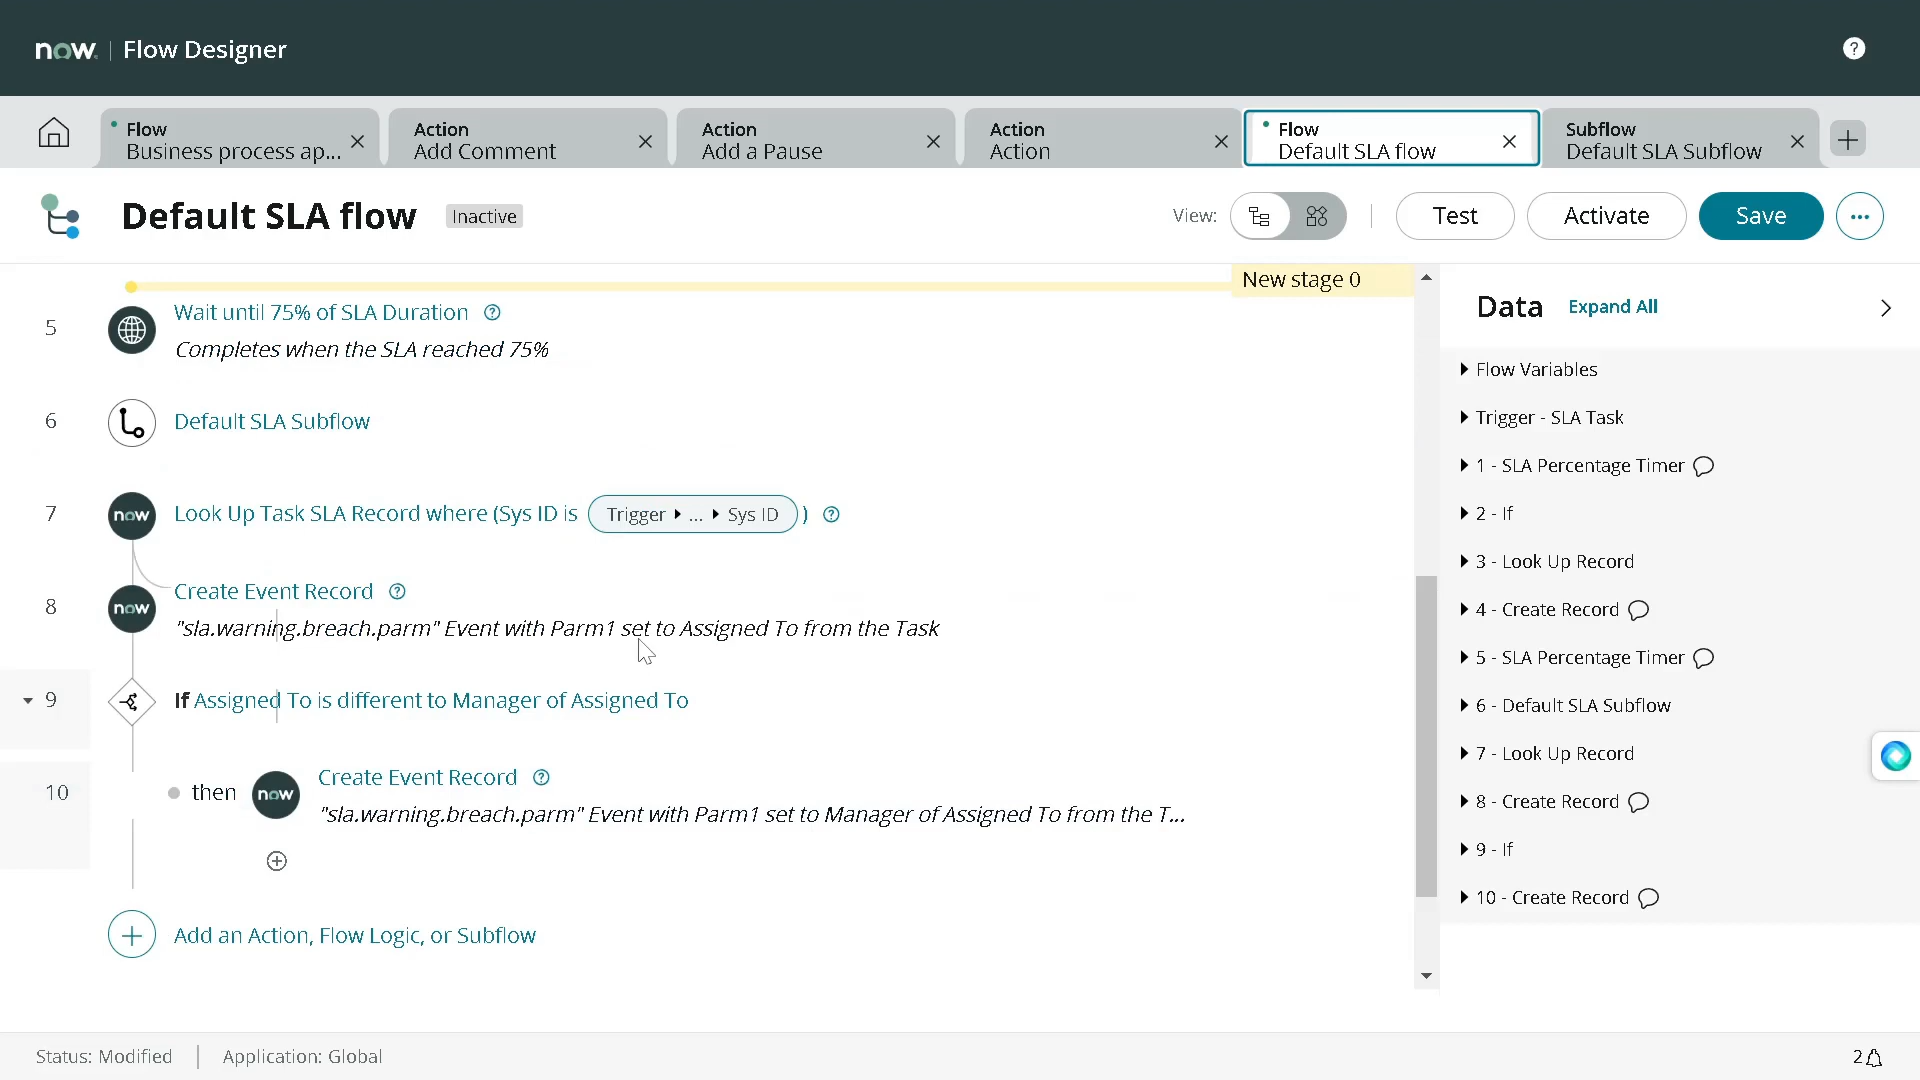 now. Flow Designer ?
Flow
Business process ap...
Action
Add Comment
Action
Add a Pause
Action
Action
Flow
Default SLA flow
Subflow
Default SLA Subflow
Default SLA flow Inactive View: Test Activate Save ...
New stage 0
5 Wait until 75% of SLA Duration ?
Completes when the SLA reached 75%
6 Default SLA Subflow
7 now Look Up Task SLA Record where (Sys ID is Trigger ... Sys ID ) ?
8 now Create Event Record ?
"sla.warning.breach.parm" Event with Parm1 set to Assigned To from the Task
9 If Assigned To is different to Manager of Assigned To
10 then now Create Event Record ?
"sla.warning.breach.parm" Event with Parm1 set to Manager of Assigned To from the T...
Add an Action, Flow Logic, or Subflow
Data Expand All
Flow Variables
Trigger - SLA Task
1 - SLA Percentage Timer
2 - If
3 - Look Up Record
4 - Create Record
5 - SLA Percentage Timer
6 - Default SLA Subflow
7 - Look Up Record
8 - Create Record
9 - If
10 - Create Record
Status: Modified Application: Global 2